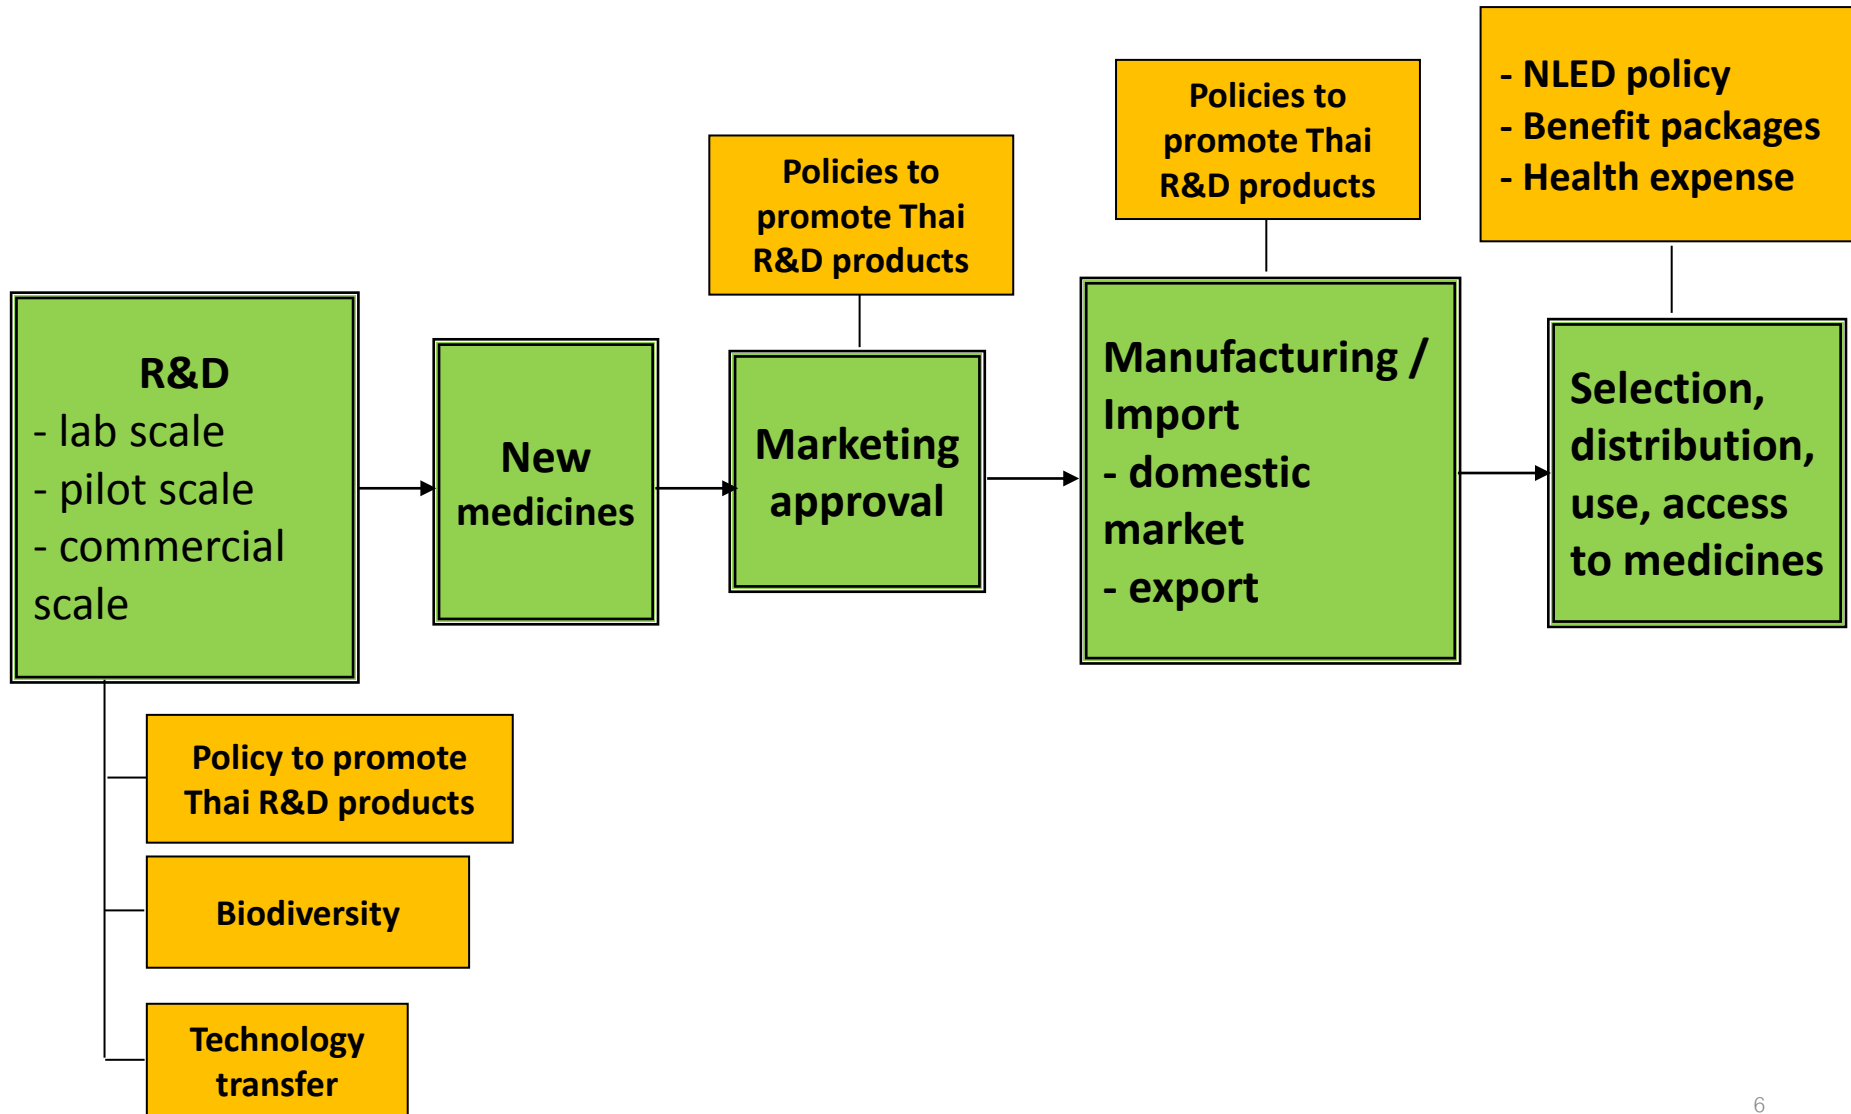 R&D
- lab scale
- pilot scale
- commercial
scale
New
medicines
Policies to
promote Thai
R&D products
Marketing
approval
Policies to
promote Thai
R&D products
Manufacturing /
Import
- domestic
market
- export
- NLED policy
- Benefit packages
- Health expense
Selection,
distribution,
use, access
to medicines
Policy to promote
Thai R&D products
Biodiversity
Technology
transfer
6